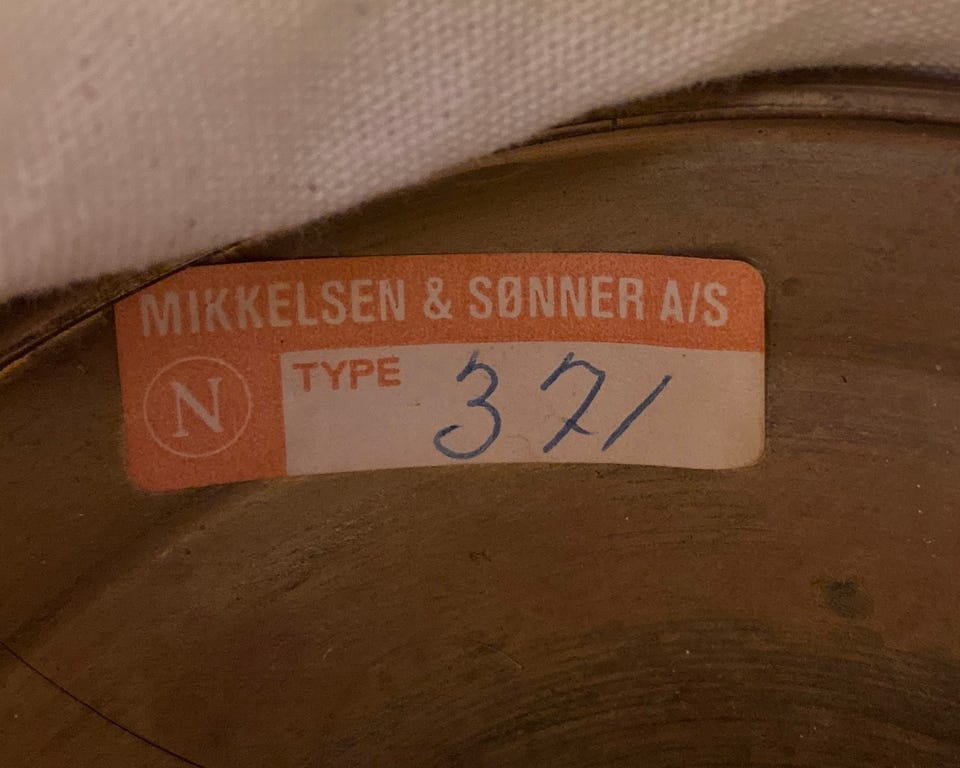 MIKKELSEN & SØNNER A/S
N TYPE 371